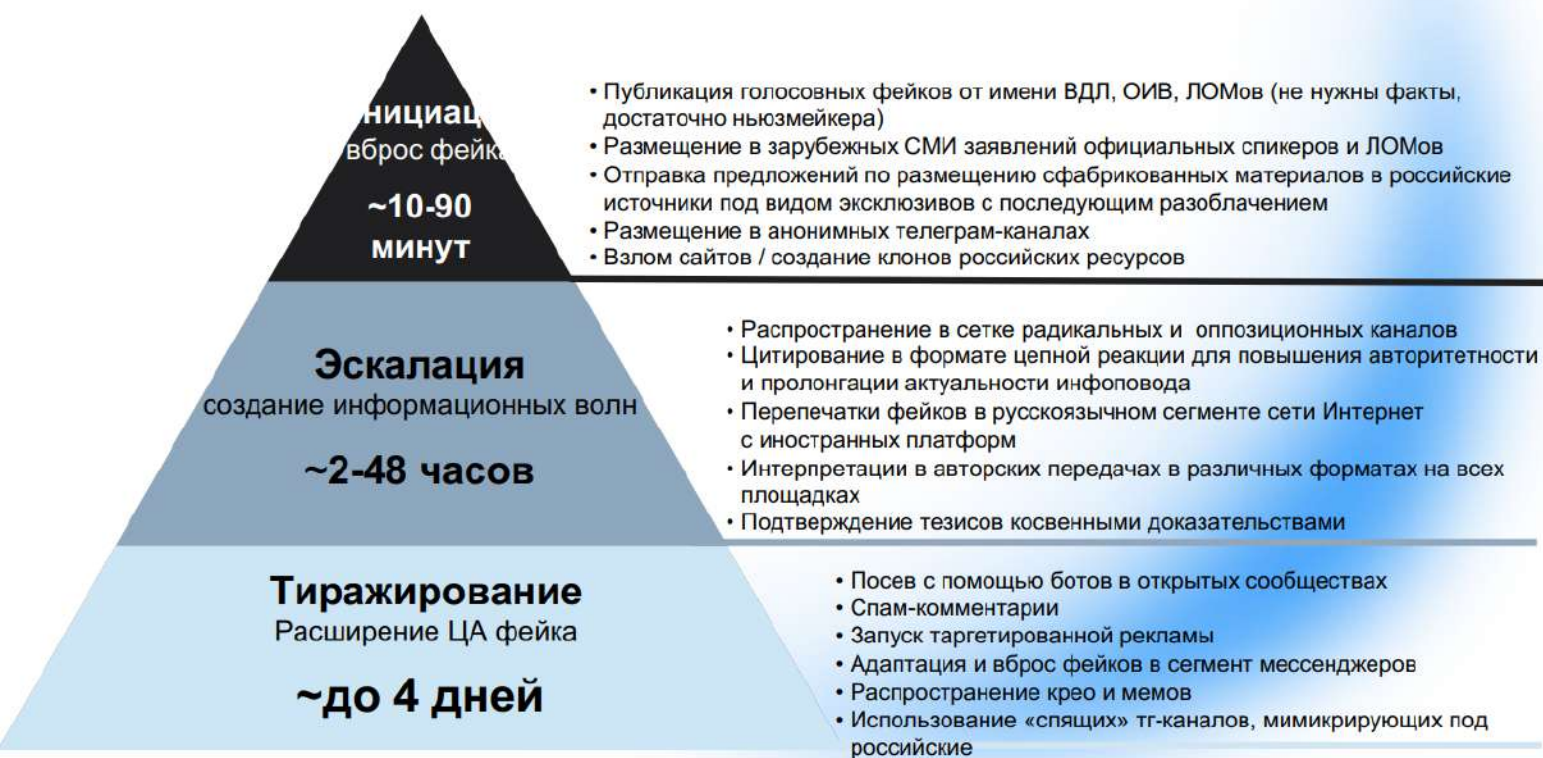 нициац
вброс фейка
~10-90
минут
• Публикация голосовных фейков от имени ВДЛ, ОИВ, ЛОМов (не нужны факты,
достаточно ньюзмейкера)
• Размещение в зарубежных СМИ заявлений официальных спикеров и ЛОМов
• Отправка предложений по размещению сфабрикованных материалов в российские
источники под видом эксклюзивов с последующим разоблачением
• Размещение в анонимных телеграм-каналах
• Взлом сайтов / создание клонов российских ресурсов
Эскалация
создание информационных волн
~2-48 часов
• Распространение в сетке радикальных и оппозиционных каналов
• Цитирование в формате цепной реакции для повышения авторитетности
и пролонгации актуальности инфоповода
• Перепечатки фейков в русскоязычном сегменте сети Интернет
с иностранных платформ
• Интерпретации в авторских передачах в различных форматах на всех
площадках
• Подтверждение тезисов косвенными доказательствами
Тиражирование
Расширение ЦА фейка
~до 4 дней
• Посев с помощью ботов в открытых сообществах
• Спам-комментарии
• Запуск таргетированной рекламы
• Адаптация и вброс фейков в сегмент мессенджеров
• Распространение крео и мемов
• Использование «спящих» тг-каналов, мимикрирующих под
российские